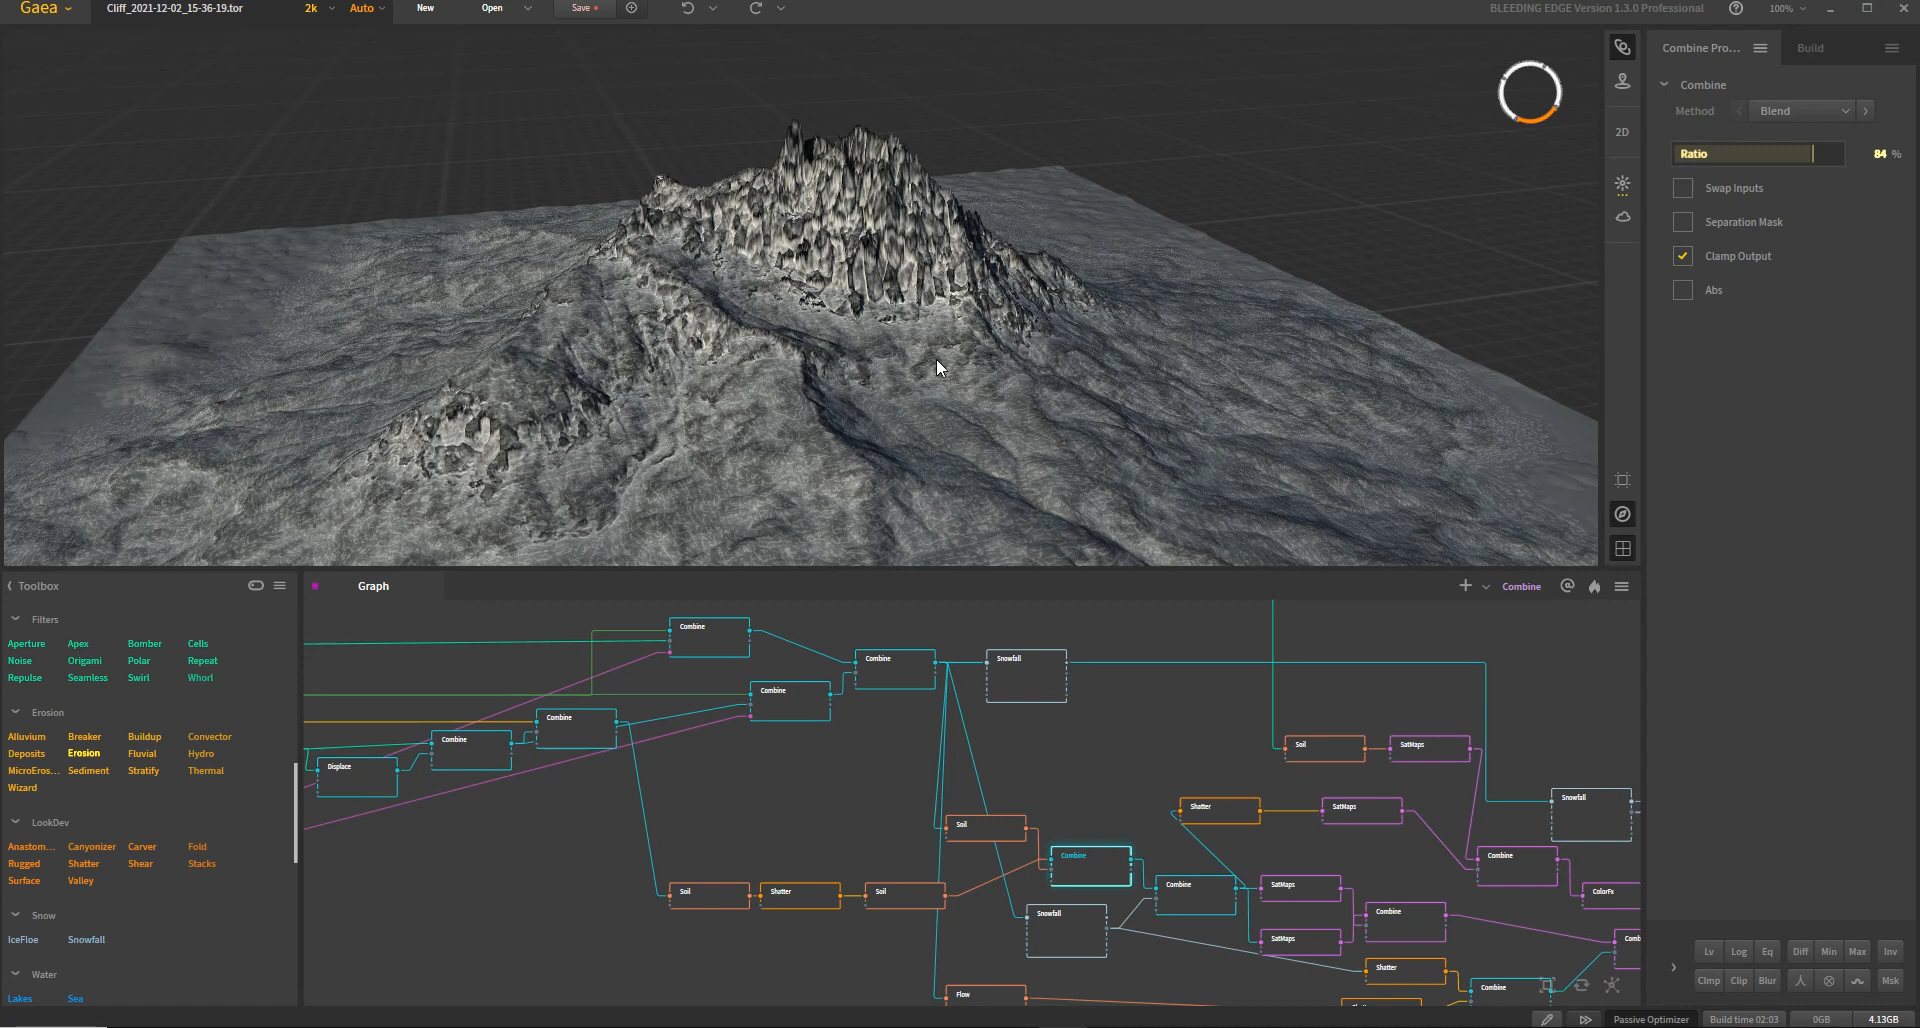 Gaea Cliff_2021-12-02_15-36-19.tor 2k Auto New Open Save BLEEDING EDGE Version 1.3.0 Professional 100%
Combine Pro... Build
Combine
Method Blend
Ratio 84 %
Swap Inputs
Separation Mask
Clamp Output
Abs
2D
Toolbox
Filters
Aperture Apex Bomber Cells
Noise Origami Polar Repeat
Repulse Seamless Swirl Whorl
Erosion
Alluvium Breaker Buildup Convector
Deposits Erosion Fluvial Hydro
MicroEros... Sediment Stratify Thermal
Wizard
LookDev
Anastom... Canyonizer Carver Fold
Rugged Shatter Shear Stacks
Surface Valley
Snow
IceFloe Snowfall
Water
Lakes Sea
Graph Combine
Combine
Combine Snowfall
Combine
Combine
Combine
Displace
Soil SatMaps
Snowfall
Shatter SatMaps
Soil
Combine Combine
Soil Shatter Soil Combine SatMaps ColorFx
Snowfall Combine
SatMaps Comb
Shatter
Combine
Flow
Lv Log Eq Diff Min Max Inv
Clmp Clip Blur Msk
Passive Optimizer Build time 02:03 0GB 4.13GB